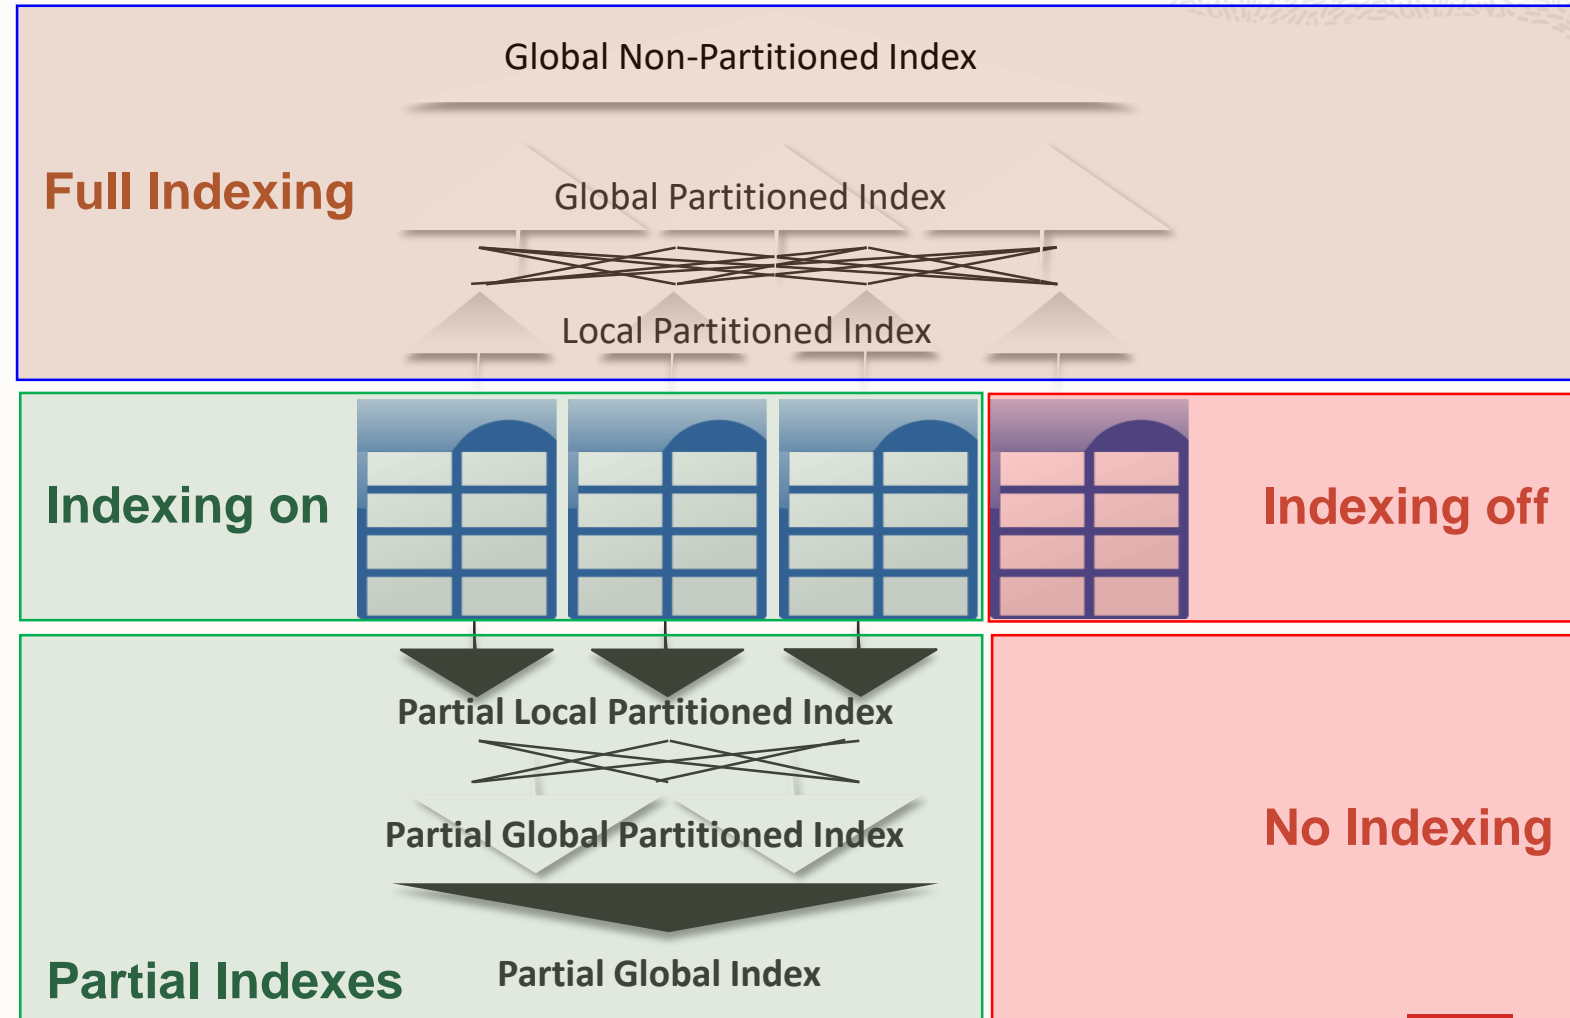 Global Non-Partitioned Index
Full Indexing
Global Partitioned Index
Local Partitioned Index
Indexing on
Indexing off
Partial Local Partitioned Index
Partial Global Partitioned Index
No Indexing
Partial Indexes
Partial Global Index